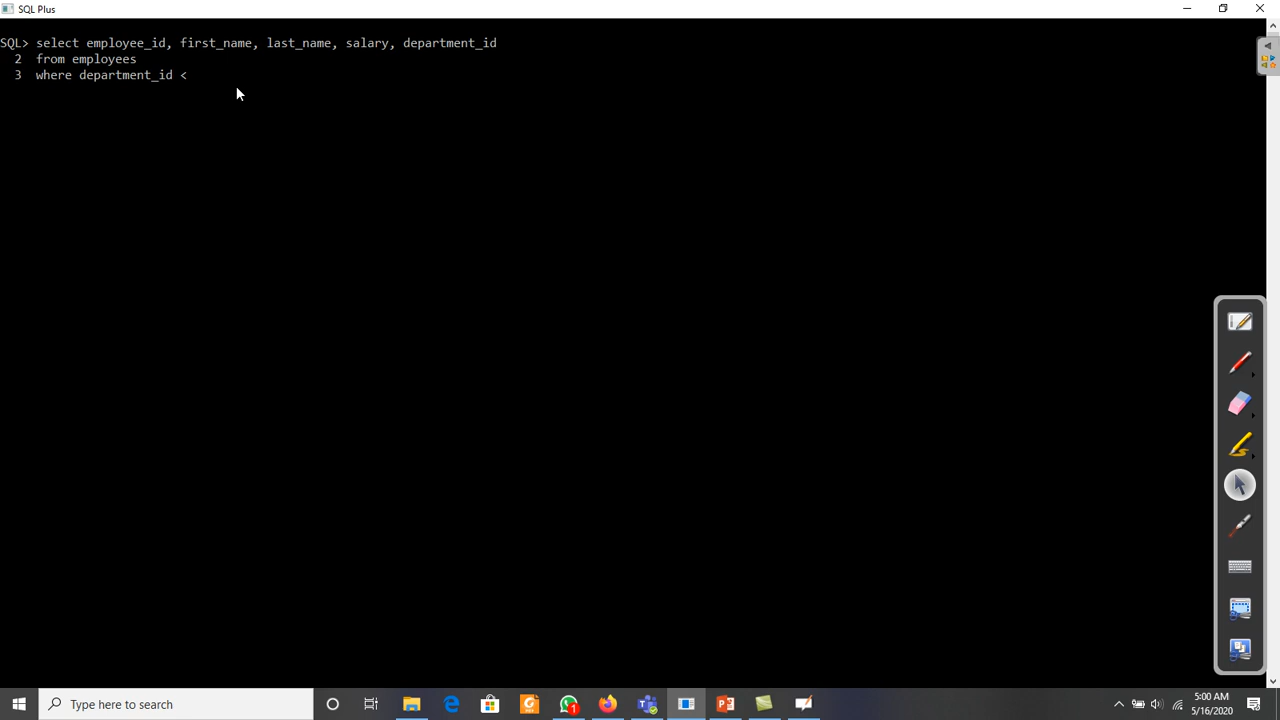 SQL Plus
SQL> select employee_id, first_name, last_name, salary, department_id
2 from employees
3 where department_id <
Type here to search
1
5:00 AM
5/16/2020